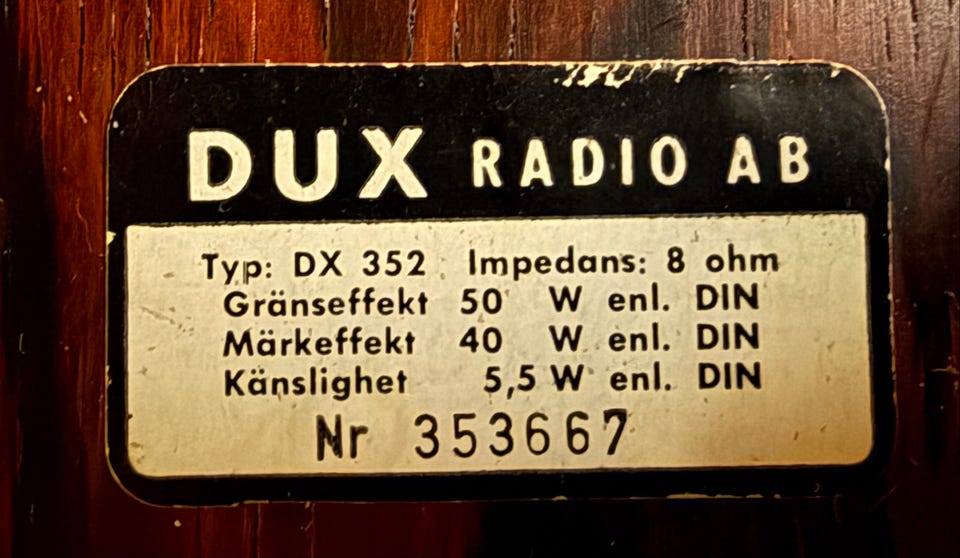 DUX RADIO AB
Typ: DX 352 Impedans: 8 ohm
Gränseffekt 50 W enl. DIN
Märkeffekt 40 W enl. DIN
Känslighet 5,5 W enl. DIN
Nr 353667